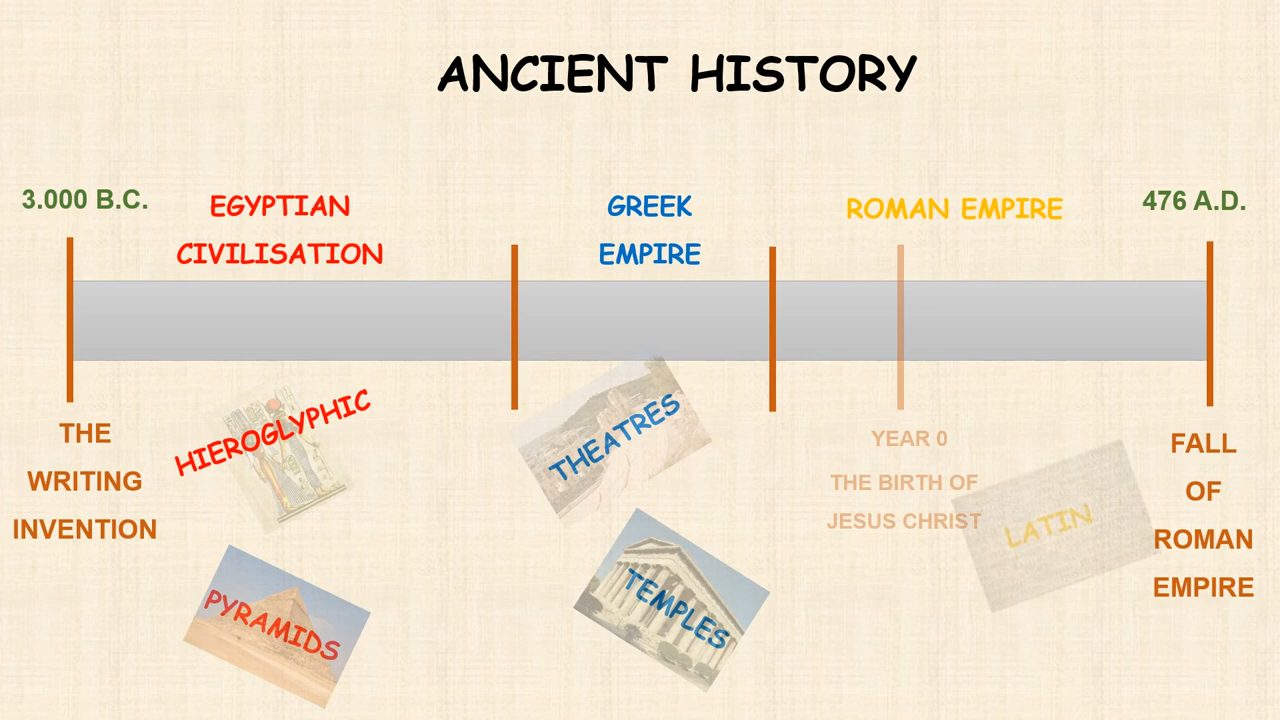 ANCIENT HISTORY
3.000 B.C.
EGYPTIAN
CIVILISATION
GREEK
EMPIRE
ROMAN EMPIRE
476 A.D.
THE
WRITING
INVENTION
HIEROGLYPHIC
PYRAMIDS
THEATRES
TEMPLES
YEAR 0
THE BIRTH OF
JESUS CHRIST
LATIN
FALL
OF
ROMAN
EMPIRE